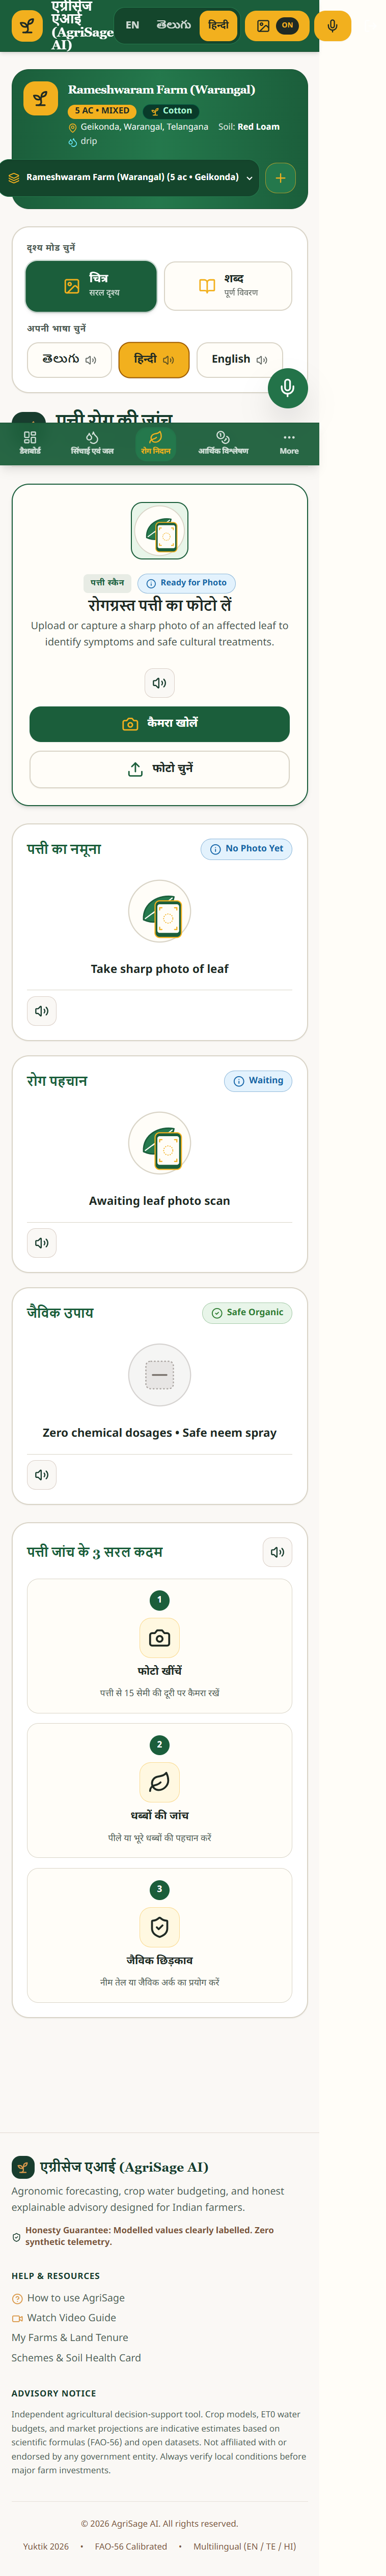 एग्रीसेज
एआई
(AgriSage
AI)
EN
తెలుగు
हिन्दी
ON
Rameshwaram Farm (Warangal)
5 AC • MIXED
Cotton
Geikonda, Warangal, Telangana Soil: Red Loam
drip
Rameshwaram Farm (Warangal) (5 ac • Geikonda)
दृश्य मोड चुनें
चित्र
सरल दृश्य
शब्द
पूर्ण विवरण
अपनी भाषा चुनें
తెలుగు
हिन्दी
English
पत्ती रोग की जांच
डैशबोर्ड
सिंचाई एवं जल
रोग निदान
आर्थिक विश्लेषण
More
पत्ती स्कैन
Ready for Photo
रोगग्रस्त पत्ती का फोटो लें
Upload or capture a sharp photo of an affected leaf to
identify symptoms and safe cultural treatments.
कैमरा खोलें
फोटो चुनें
पत्ती का नमूना
No Photo Yet
Take sharp photo of leaf
रोग पहचान
Waiting
Awaiting leaf photo scan
जैविक उपाय
Safe Organic
Zero chemical dosages • Safe neem spray
पत्ती जांच के 3 सरल कदम
1
फोटो खींचें
पत्ती से 15 सेमी की दूरी पर कैमरा रखें
2
धब्बों की जांच
पीले या भूरे धब्बों की पहचान करें
3
जैविक छिड़काव
नीम तेल या जैविक अर्क का प्रयोग करें
एग्रीसेज एआई (AgriSage AI)
Agronomic forecasting, crop water budgeting, and honest
explainable advisory designed for Indian farmers.
Honesty Guarantee: Modelled values clearly labelled. Zero
synthetic telemetry.
HELP & RESOURCES
How to use AgriSage
Watch Video Guide
My Farms & Land Tenure
Schemes & Soil Health Card
ADVISORY NOTICE
Independent agricultural decision-support tool. Crop models, ET0 water
budgets, and market projections are indicative estimates based on
scientific formulas (FAO-56) and open datasets. Not affiliated with or
endorsed by any government entity. Always verify local conditions before
major farm investments.
© 2026 AgriSage AI. All rights reserved.
Yuktik 2026 • FAO-56 Calibrated • Multilingual (EN / TE / HI)